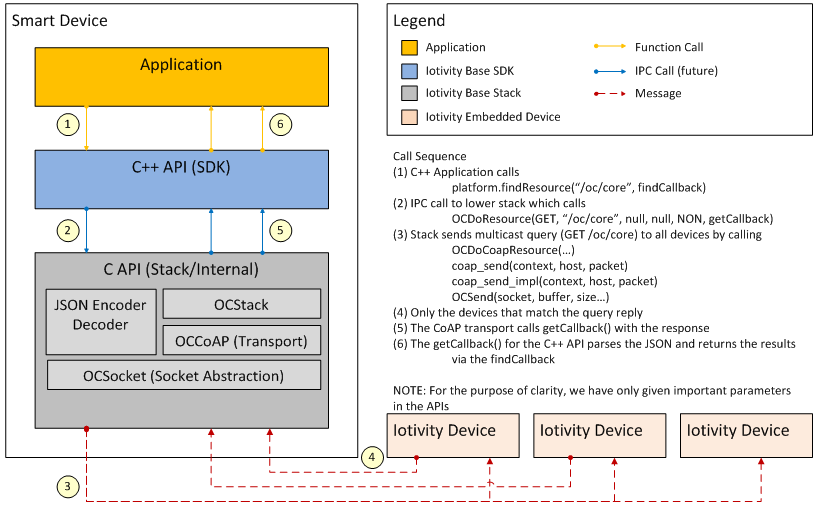 Smart Device
Application
1
6
C++ API (SDK)
2
5
C API (Stack/Internal)
JSON Encoder
Decoder
OCStack
OCCoAP (Transport)
OCSocket (Socket Abstraction)
3
4
Legend
Application
Function Call
Iotivity Base SDK
IPC Call (future)
Iotivity Base Stack
Message
Iotivity Embedded Device
Call Sequence
(1) C++ Application calls
platform.findResource(“/oc/core”, findCallback)
(2) IPC call to lower stack which calls
OCDoResource(GET, “/oc/core”, null, null, NON, getCallback)
(3) Stack sends multicast query (GET /oc/core) to all devices by calling
OCDoCoapResource(…)
coap_send(context, host, packet)
coap_send_impl(context, host, packet)
OCSend(socket, buffer, size…)
(4) Only the devices that match the query reply
(5) The CoAP transport calls getCallback() with the response
(6) The getCallback() for the C++ API parses the JSON and returns the results
via the findCallback
NOTE: For the purpose of clarity, we have only given important parameters
in the APIs
Iotivity Device
Iotivity Device
Iotivity Device